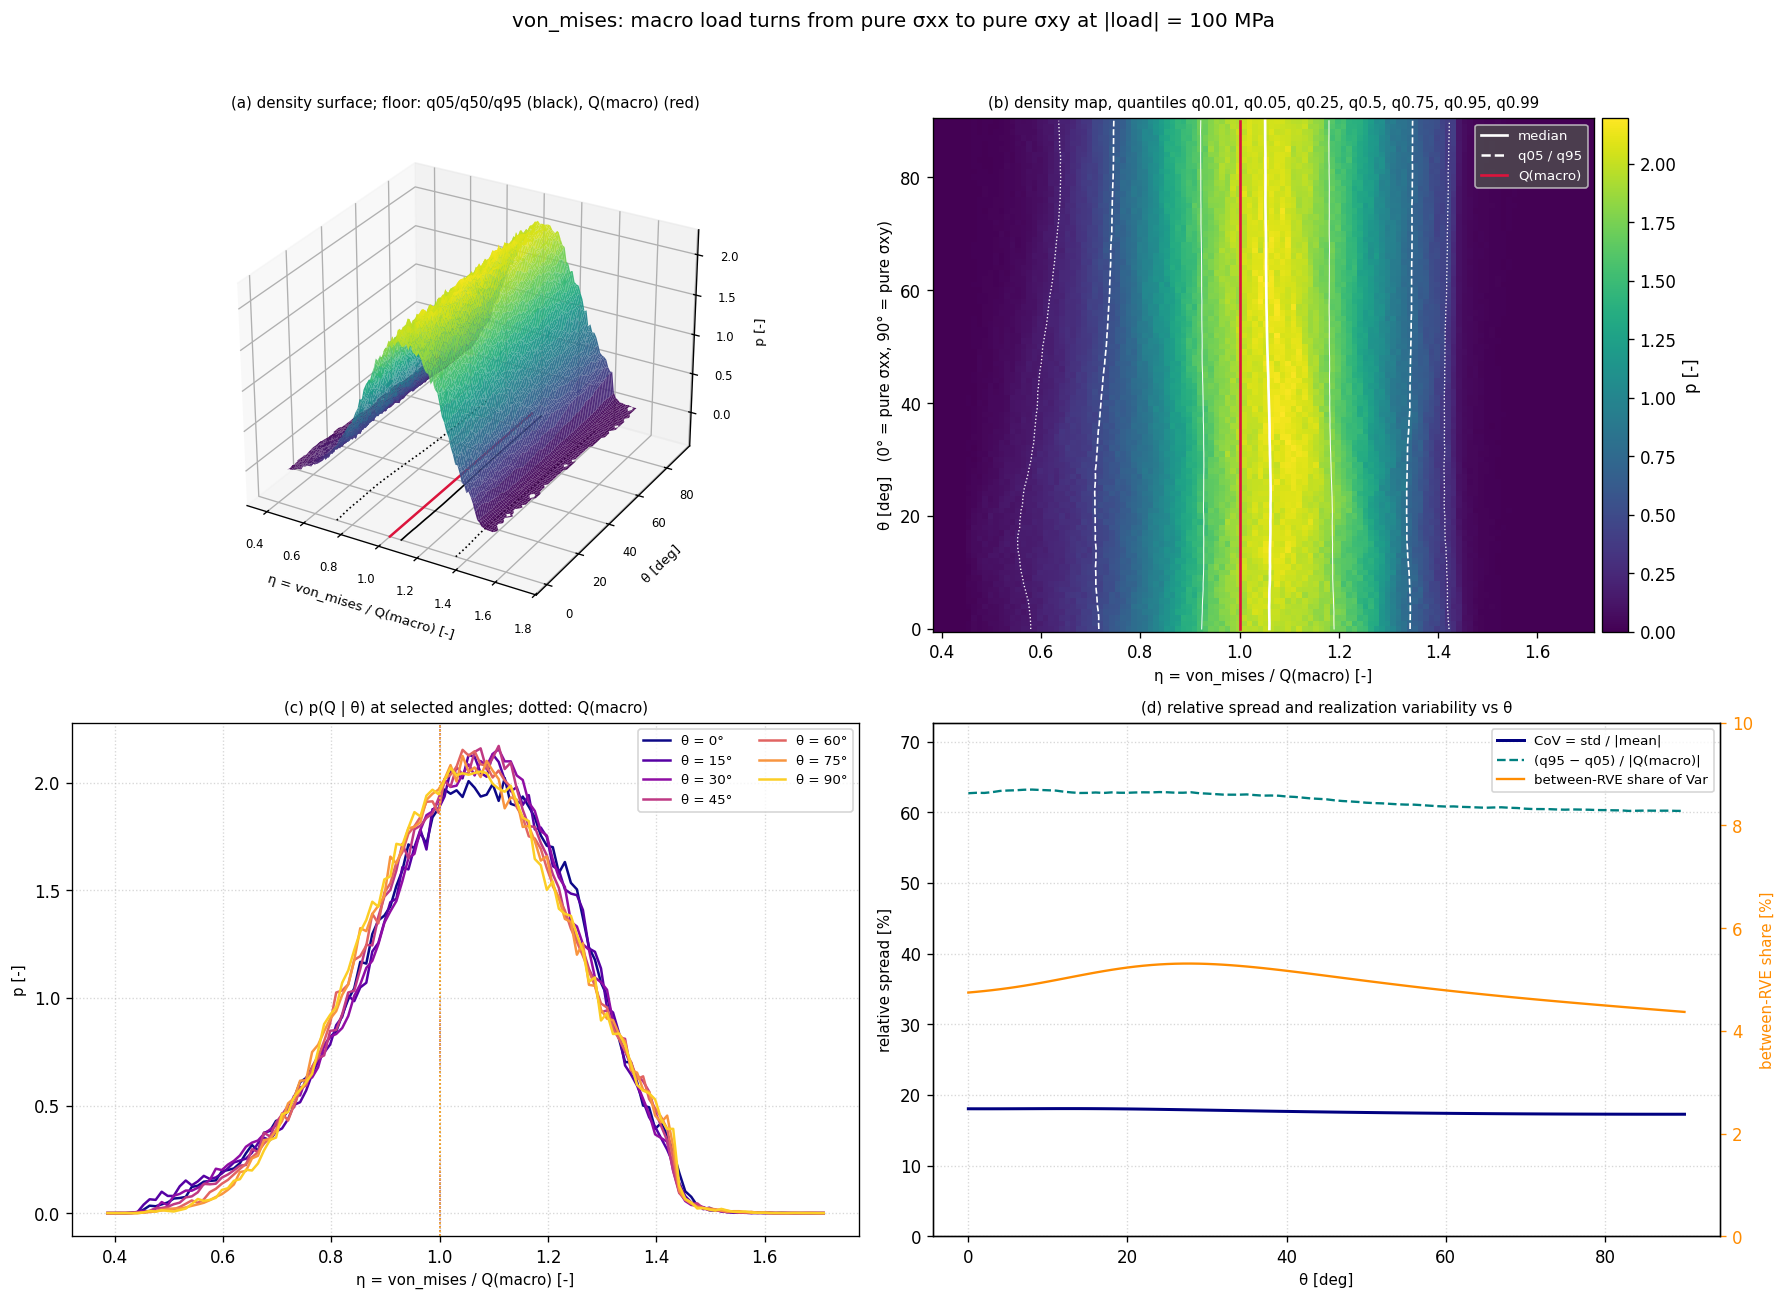 von_mises: macro load turns from pure σxx to pure σxy at |load| = 100 MPa
(a) density surface; floor: q05/q50/q95 (black), Q(macro) (red)
2.0
1.5
1.0
0.5
0.0
p [-]
0.4
0.6
0.8
1.0
1.2
1.4
1.6
1.8
η = von_mises / Q(macro) [-]
0
20
40
60
80
θ [deg]
(b) density map, quantiles q0.01, q0.05, q0.25, q0.5, q0.75, q0.95, q0.99
median
q05 / q95
Q(macro)
80
60
40
20
0
θ [deg]   (0° = pure σxx, 90° = pure σxy)
0.4
0.6
0.8
1.0
1.2
1.4
1.6
η = von_mises / Q(macro) [-]
2.00
1.75
1.50
1.25
1.00
0.75
0.50
0.25
0.00
p [-]
(c) p(Q | θ) at selected angles; dotted: Q(macro)
θ = 0°
θ = 15°
θ = 30°
θ = 45°
θ = 60°
θ = 75°
θ = 90°
2.0
1.5
1.0
0.5
0.0
p [-]
0.4
0.6
0.8
1.0
1.2
1.4
1.6
η = von_mises / Q(macro) [-]
(d) relative spread and realization variability vs θ
CoV = std / |mean|
(q95 − q05) / |Q(macro)|
between-RVE share of Var
70
60
50
40
30
20
10
0
relative spread [%]
0
20
40
60
80
θ [deg]
10
8
6
4
2
0
between-RVE share [%]